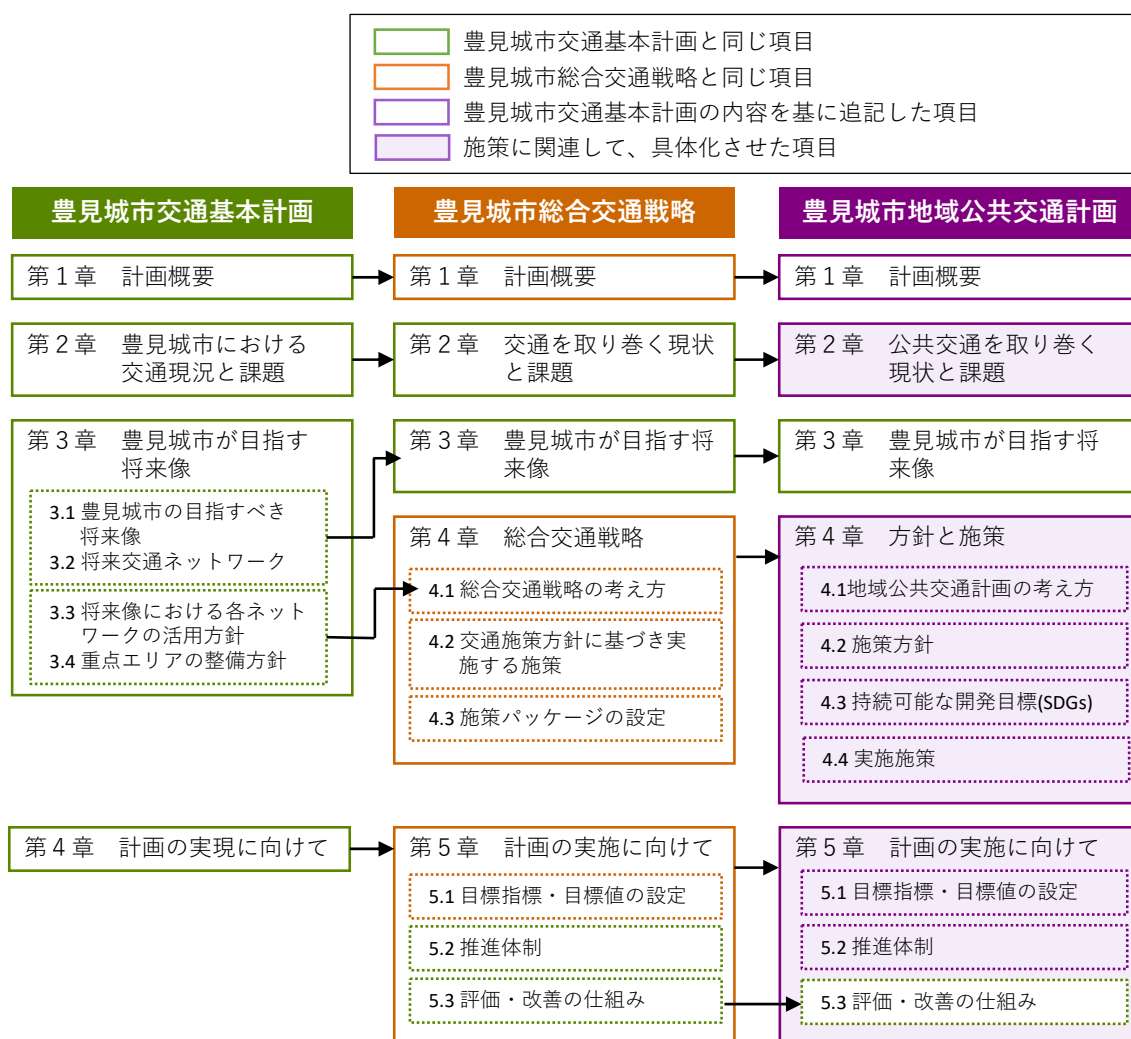 豊見城市交通基本計画と同じ項目
豊見城市総合交通戦略と同じ項目
豊見城市交通基本計画の内容を基に追記した項目
施策に関連して、具体化させた項目
豊見城市交通基本計画
第1章 計画概要
第2章 豊見城市における
交通現況と課題
第3章 豊見城市が目指す
将来像
3.1 豊見城市の目指すべき
将来像
3.2 将来交通ネットワーク
3.3 将来像における各ネット
ワークの活用方針
3.4 重点エリアの整備方針
第4章 計画の実現に向けて
豊見城市総合交通戦略
第1章 計画概要
第2章 交通を取り巻く現状
と課題
第3章 豊見城市が目指す将
来像
第4章 総合交通戦略
4.1 総合交通戦略の考え方
4.2 交通施策方針に基づき実
施する施策
4.3 施策パッケージの設定
第5章 計画の実施に向けて
5.1 目標指標・目標値の設定
5.2 推進体制
5.3 評価・改善の仕組み
豊見城市地域公共交通計画
第1章 計画概要
第2章 公共交通を取り巻く
現状と課題
第3章 豊見城市が目指す将
来像
第4章 方針と施策
4.1地域公共交通計画の考え方
4.2 施策方針
4.3 持続可能な開発目標(SDGs)
4.4 実施施策
第5章 計画の実施に向けて
5.1 目標指標・目標値の設定
5.2 推進体制
5.3 評価・改善の仕組み